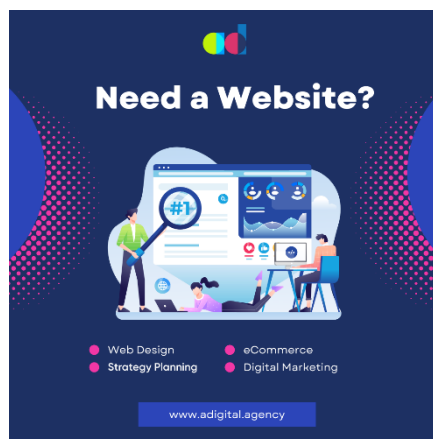 ad
Need a Website?
#1
Web Design
eCommerce
Strategy Planning
Digital Marketing
www.adigital.agency